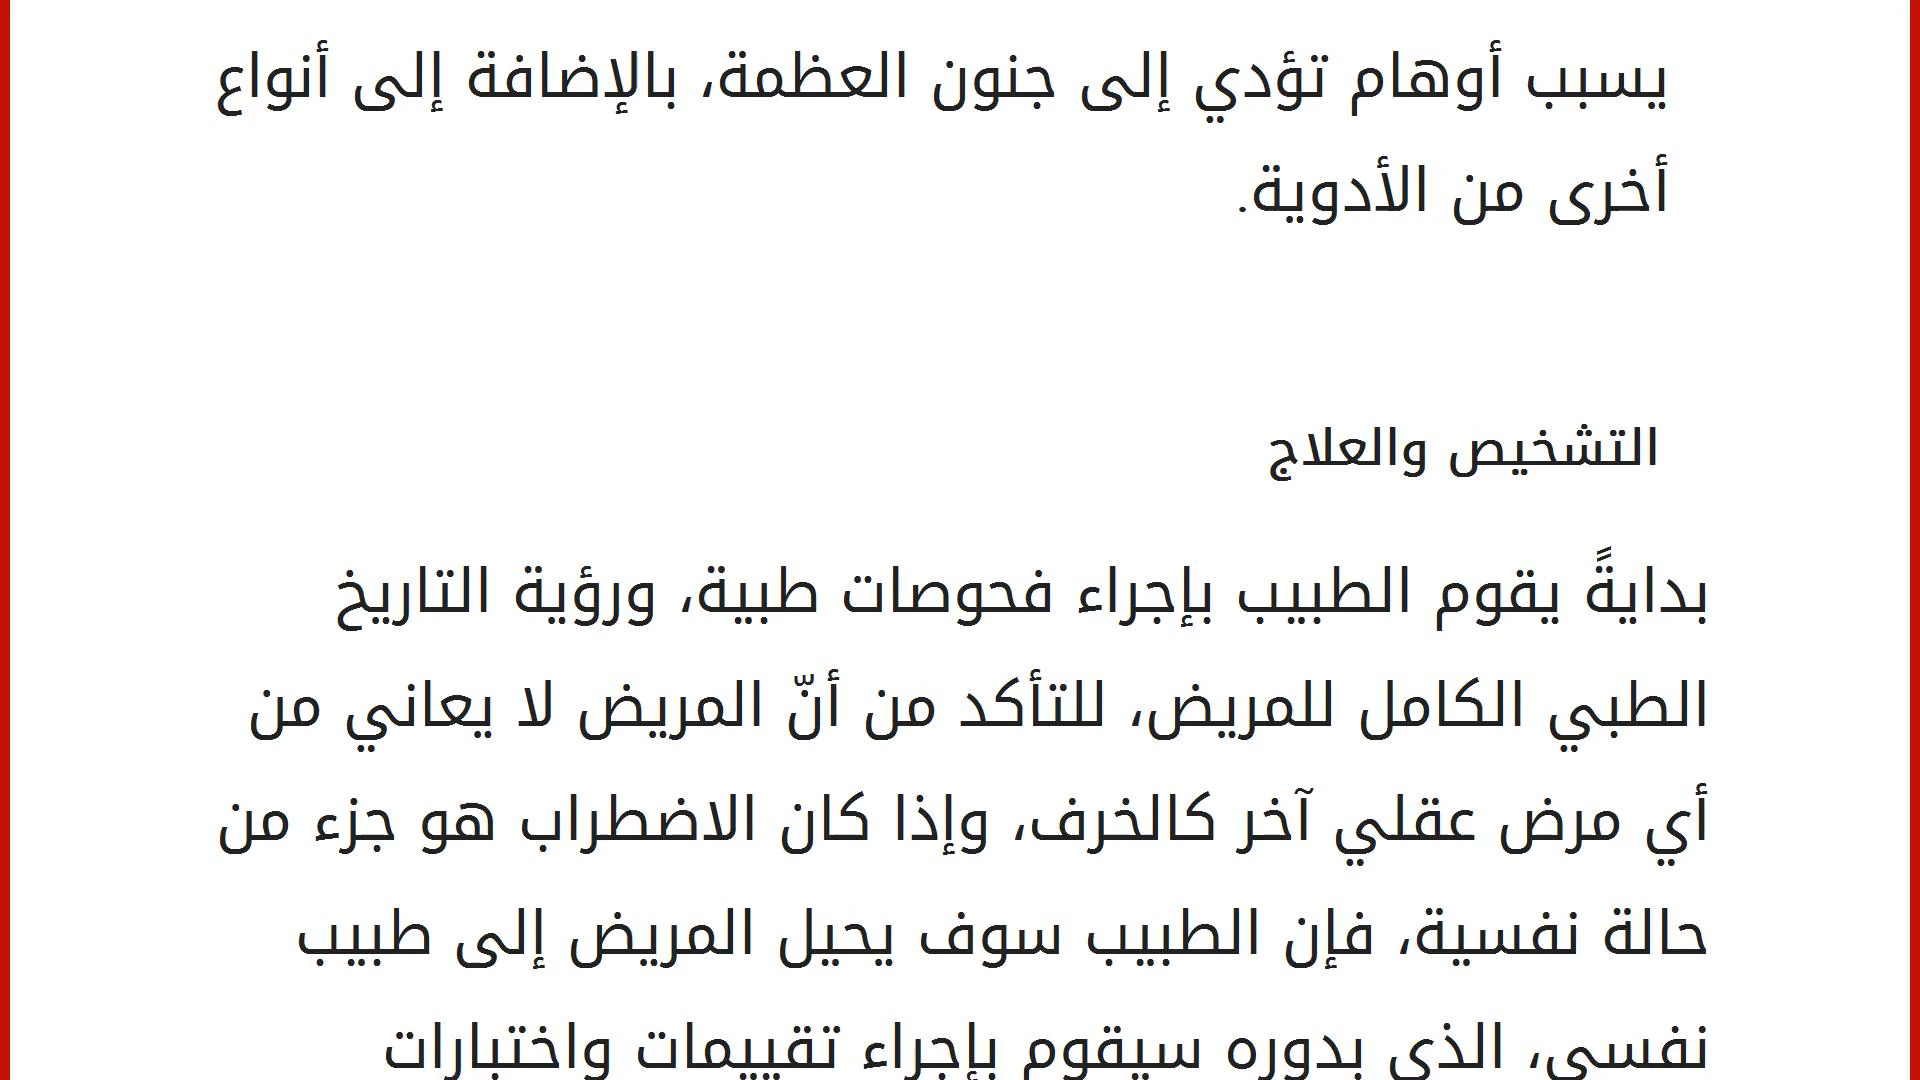 يسبب أوهام تؤدي إلى جنون العظمة، بالإضافة إلى أنواع
أخرى من الأدوية.
التشخيص والعلاج
بدايةً يقوم الطبيب بإجراء فحوصات طبية، ورؤية التاريخ
الطبي الكامل للمريض، للتأكد من أنّ المريض لا يعاني من
أي مرض عقلي آخر كالخرف، وإذا كان الاضطراب هو جزء من
حالة نفسية، فإن الطبيب سوف يحيل المريض إلى طبيب
نفسي، الذي بدوره سيقوم بإجراء تقييمات واختبارات